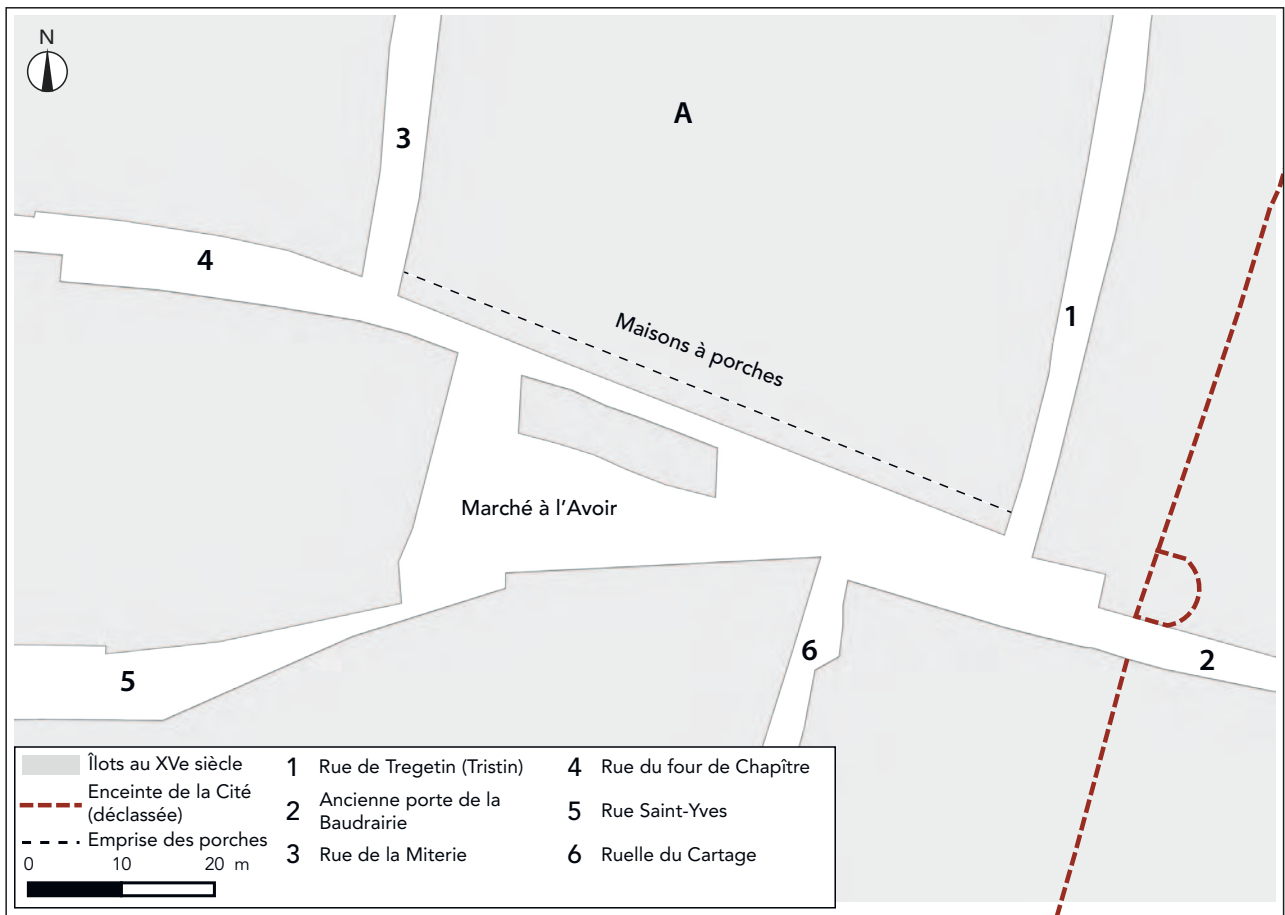 N
A
3
4
1
Maisons à porches
Marché à l'Avoir
6
2
5
Îlots au XVe siècle
Enceinte de la Cité
(déclassée)
Emprise des porches
0 10 20 m
1 Rue de Tregetin (Tristin)
2 Ancienne porte de la
Baudrairie
3 Rue de la Miterie
4 Rue du four de Chapître
5 Rue Saint-Yves
6 Ruelle du Cartage